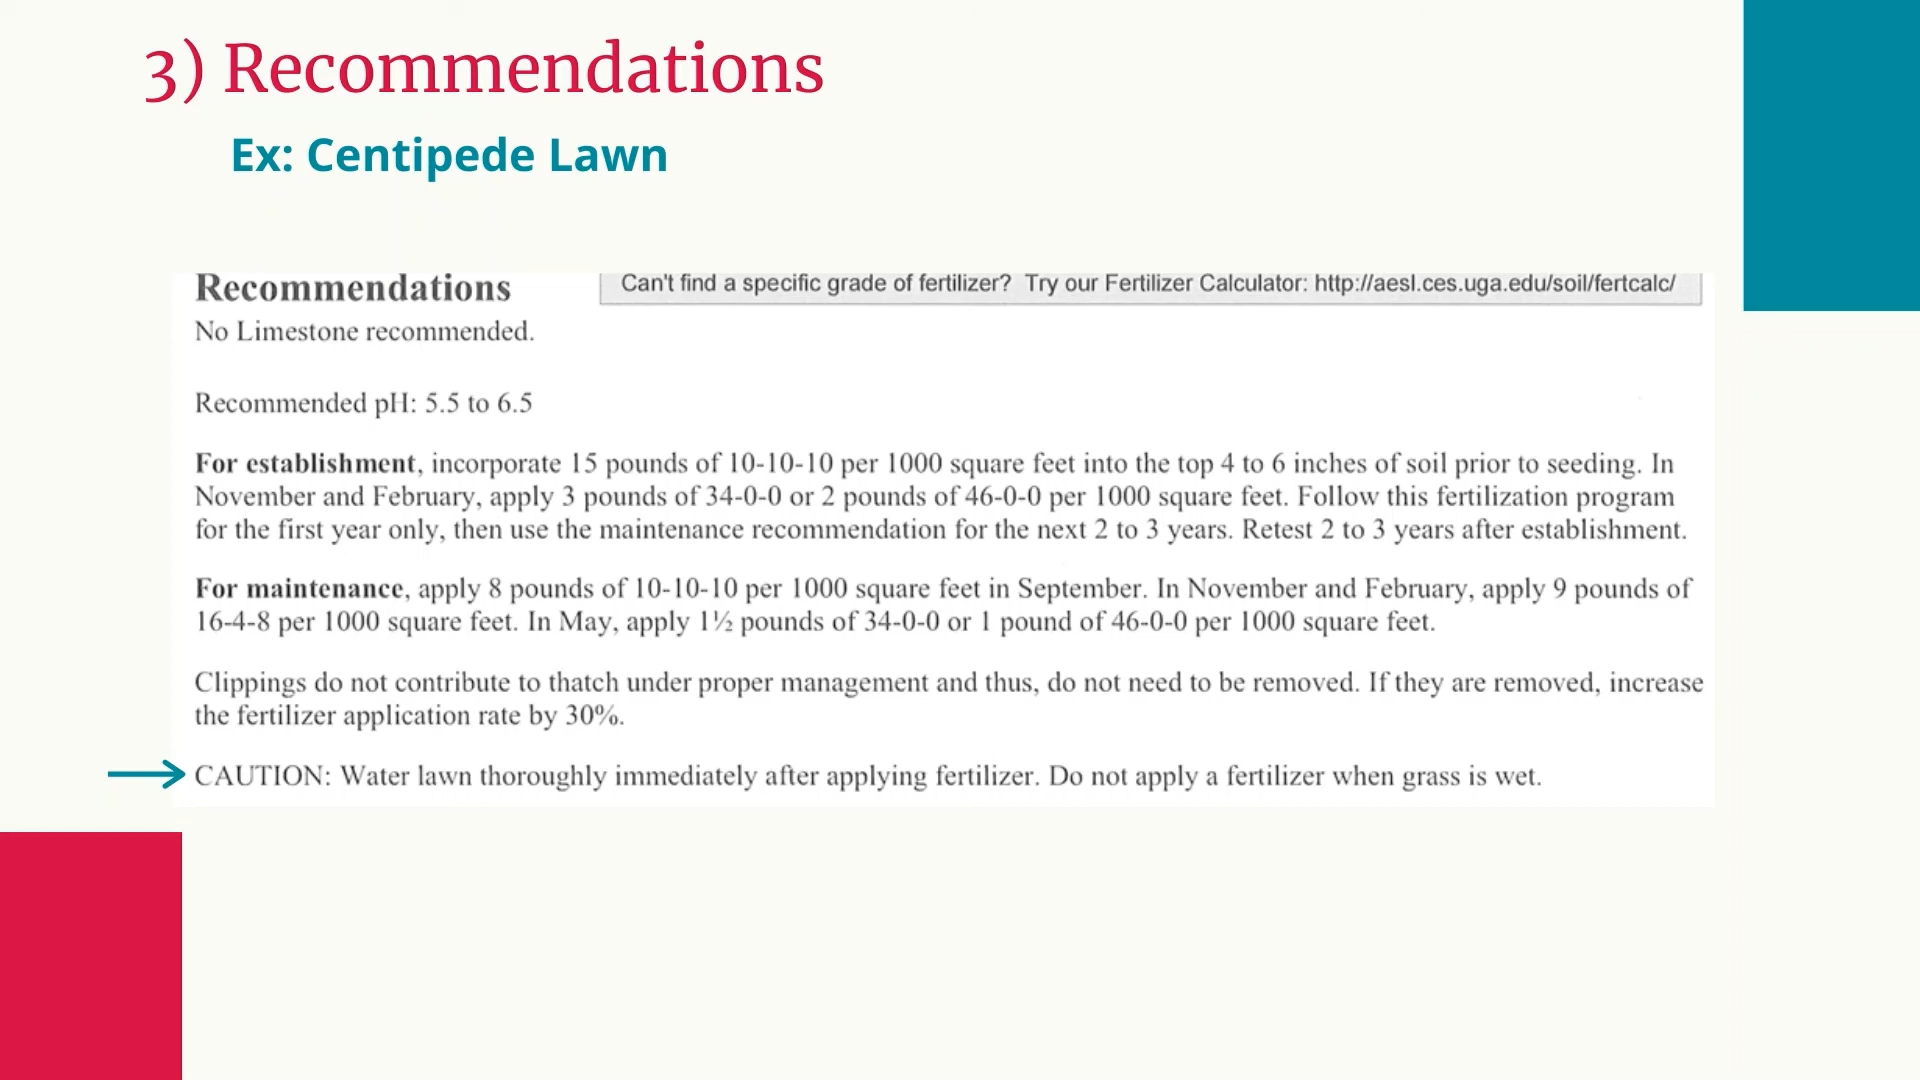 3) Recommendations
Ex: Centipede Lawn
Recommendations
Can't find a specific grade of fertilizer? Try our Fertilizer Calculator: http://aesl.ces.uga.edu/soil/fertcalc/
No Limestone recommended.
Recommended pH: 5.5 to 6.5
For establishment, incorporate 15 pounds of 10-10-10 per 1000 square feet into the top 4 to 6 inches of soil prior to seeding. In
November and February, apply 3 pounds of 34-0-0 or 2 pounds of 46-0-0 per 1000 square feet. Follow this fertilization program
for the first year only, then use the maintenance recommendation for the next 2 to 3 years. Retest 2 to 3 years after establishment.
For maintenance, apply 8 pounds of 10-10-10 per 1000 square feet in September. In November and February, apply 9 pounds of
16-4-8 per 1000 square feet. In May, apply 1½ pounds of 34-0-0 or 1 pound of 46-0-0 per 1000 square feet.
Clippings do not contribute to thatch under proper management and thus, do not need to be removed. If they are removed, increase
the fertilizer application rate by 30%.
CAUTION: Water lawn thoroughly immediately after applying fertilizer. Do not apply a fertilizer when grass is wet.